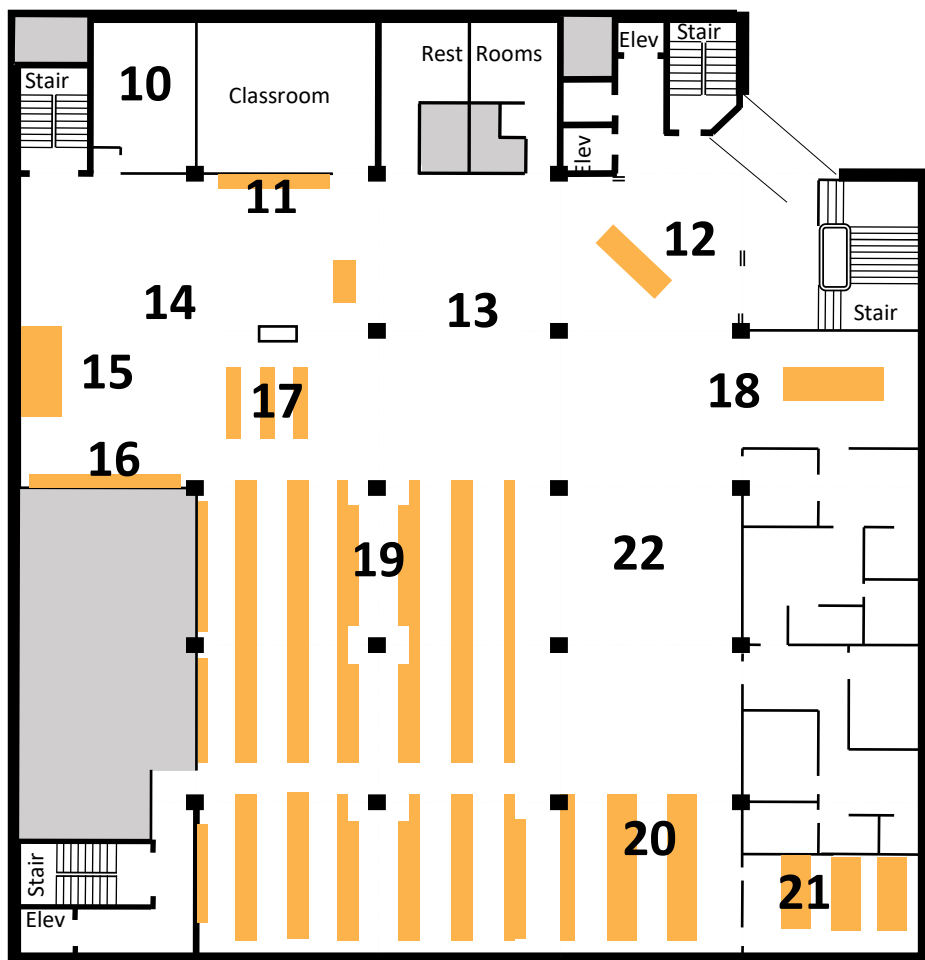 Elev
Stair
Rest Rooms
Stair
10
Classroom
Elev
11
12
14
13
Stair
15
18
17
16
19
22
20
Stair
21
Elev